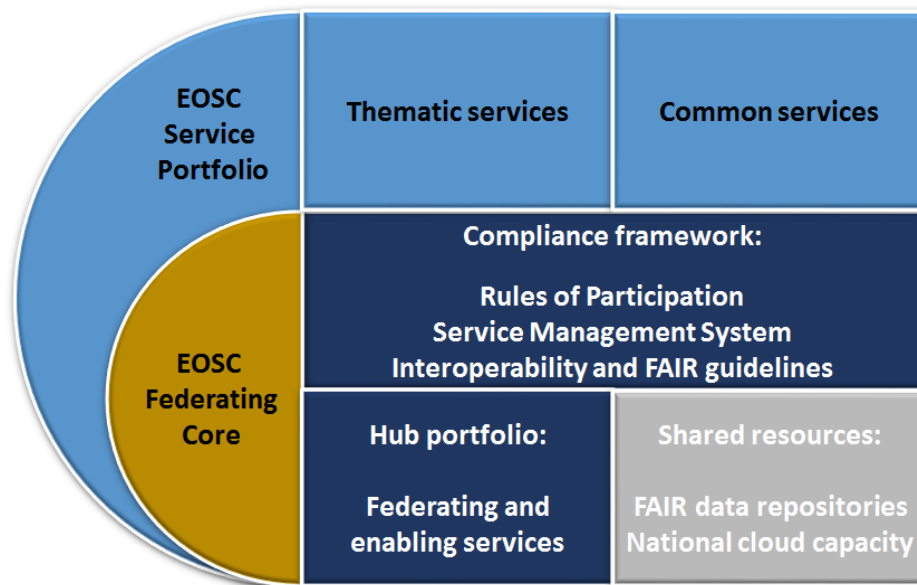 EOSC
Service
Portfolio
Thematic services
Common services
EOSC
Federating
Core
Compliance framework:
Rules of Participation
Service Management System
Interoperability and FAIR guidelines
Hub portfolio:
Federating and
enabling services
Shared resources:
FAIR data repositories
National cloud capacity